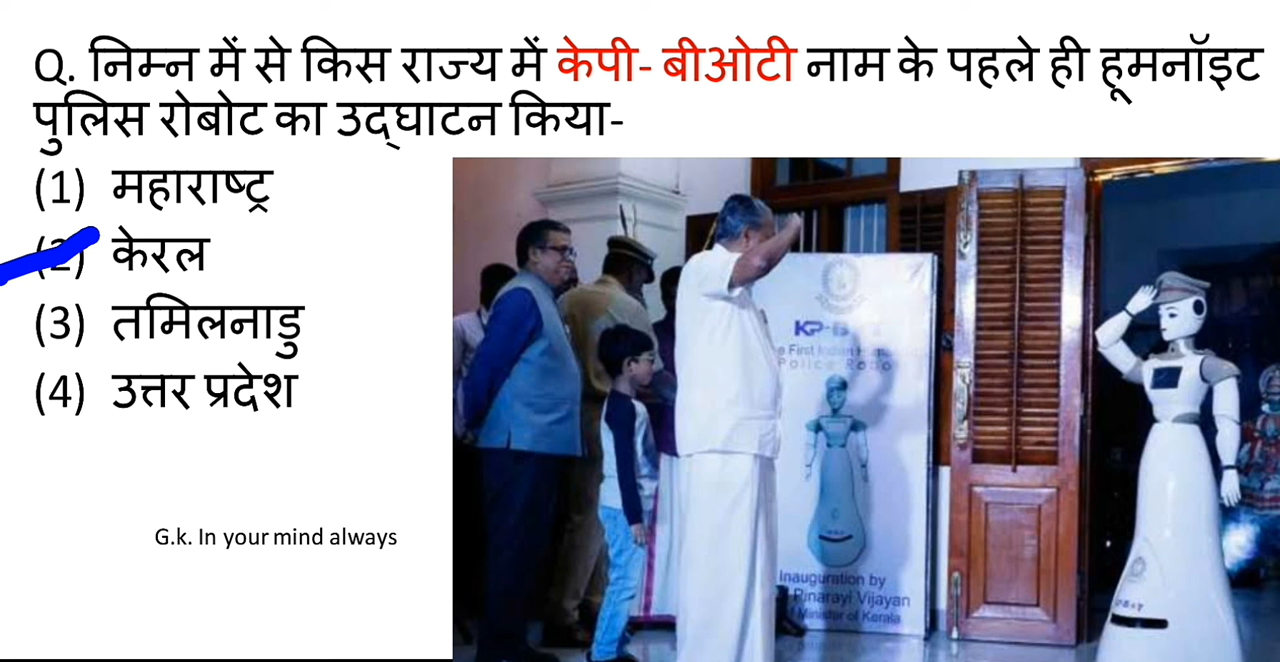 Q. निम्न में से किस राज्य में केपी- बीओटी नाम के पहले ही हूमनॉइट
पुलिस रोबोट का उद्घाटन किया-
(1) महाराष्ट्र
(2) केरल
(3) तमिलनाडु
(4) उत्तर प्रदेश
G.k. In your mind always
KP-B
e First Indian
Police Robo
Inauguration by
Pinarayi Vijayan
Minister of Kerala